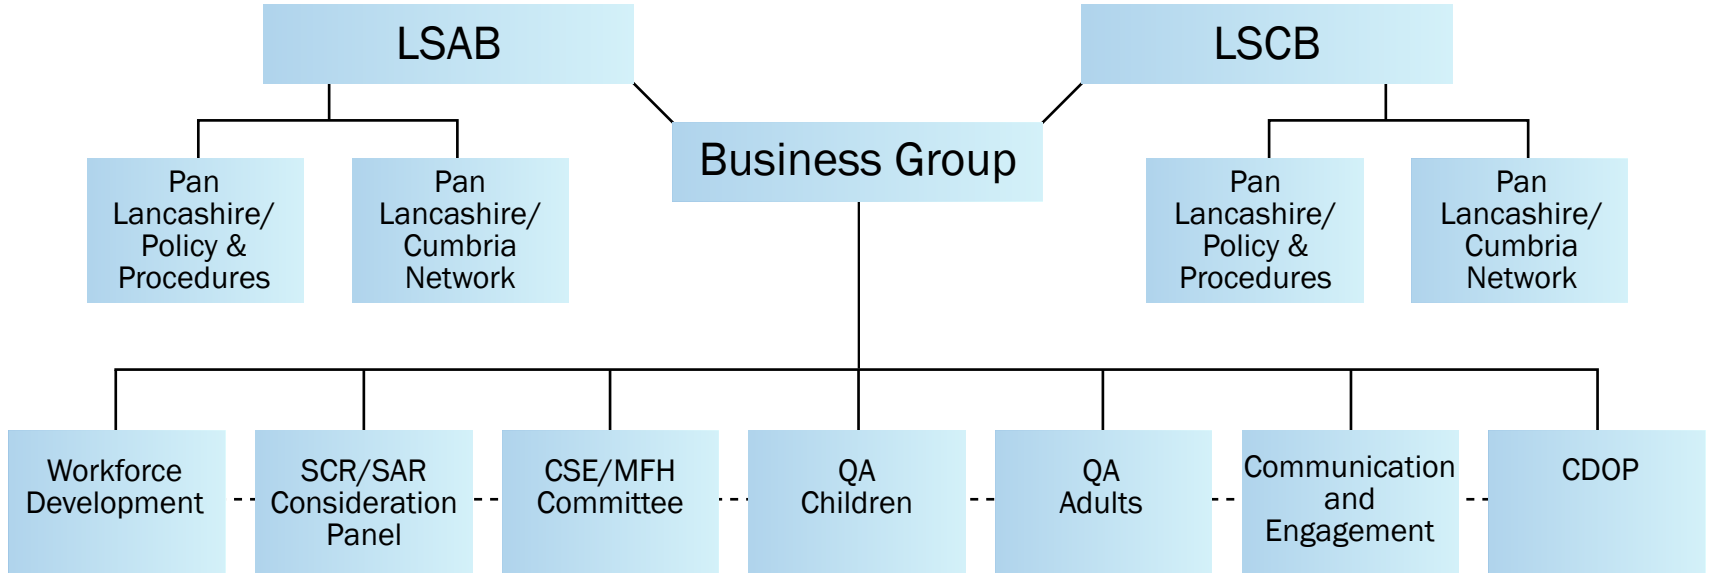 LSAB
LSCB
Business Group
Pan
Lancashire/
Policy &
Procedures
Pan
Lancashire/
Cumbria
Network
Pan
Lancashire/
Policy &
Procedures
Pan
Lancashire/
Cumbria
Network
Workforce
Development
SCR/SAR
Consideration
Panel
CSE/MFH
Committee
QA
Children
QA
Adults
Communication
and
Engagement
CDOP